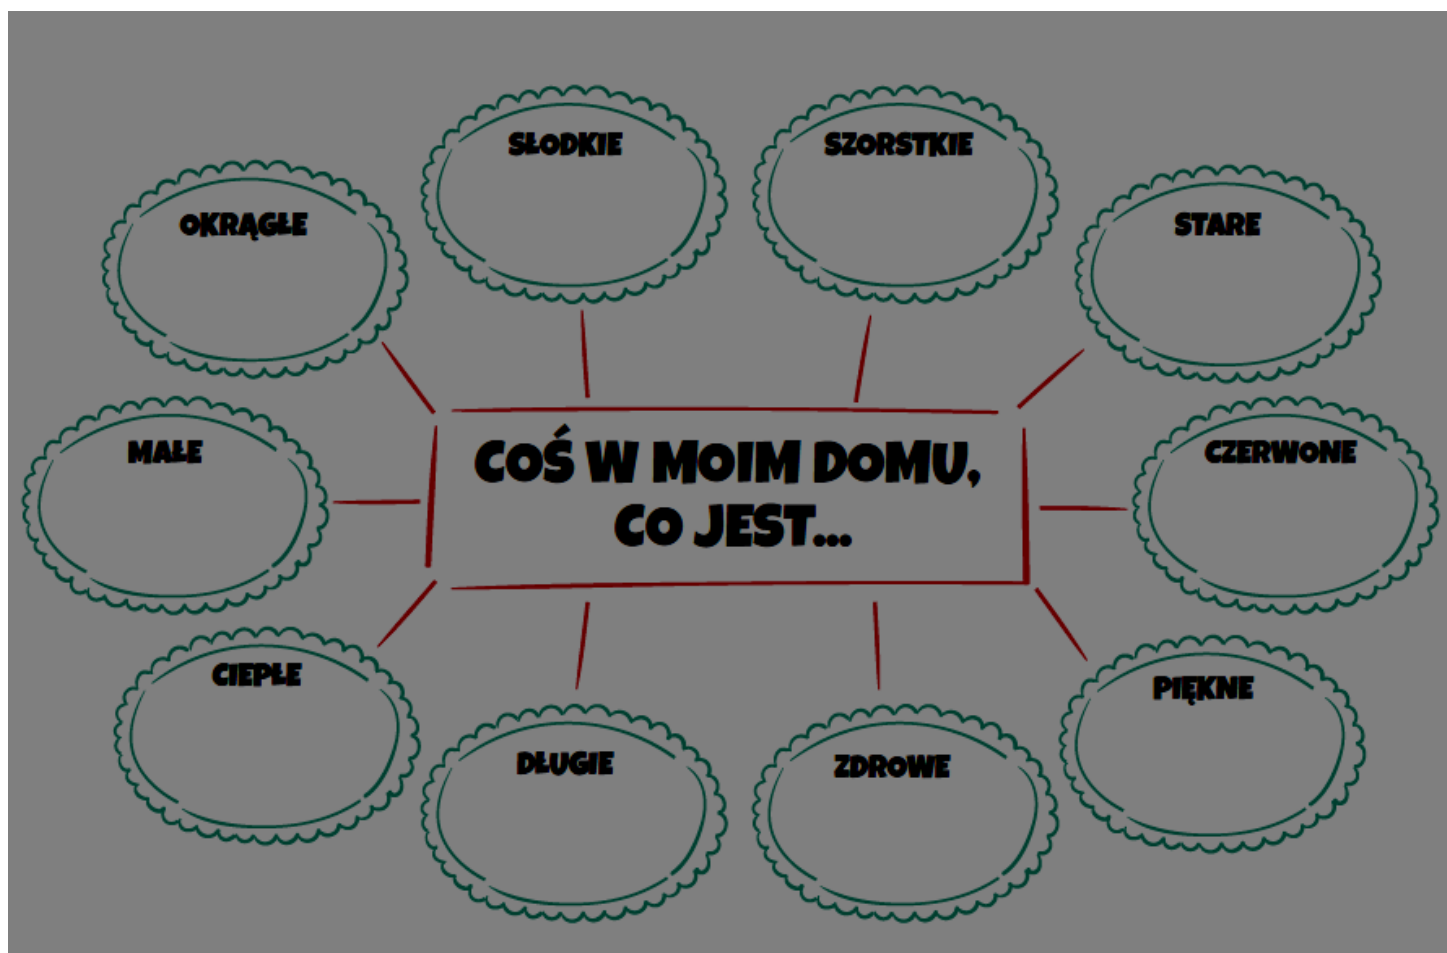 SŁODKIE
SZORSTKIE
OKRĄGŁE
STARE
MAŁE
COŚ W MOIM DOMU,
CO JEST...
CZERWONE
CIEPŁE
PIĘKNE
DŁUGIE
ZDROWE